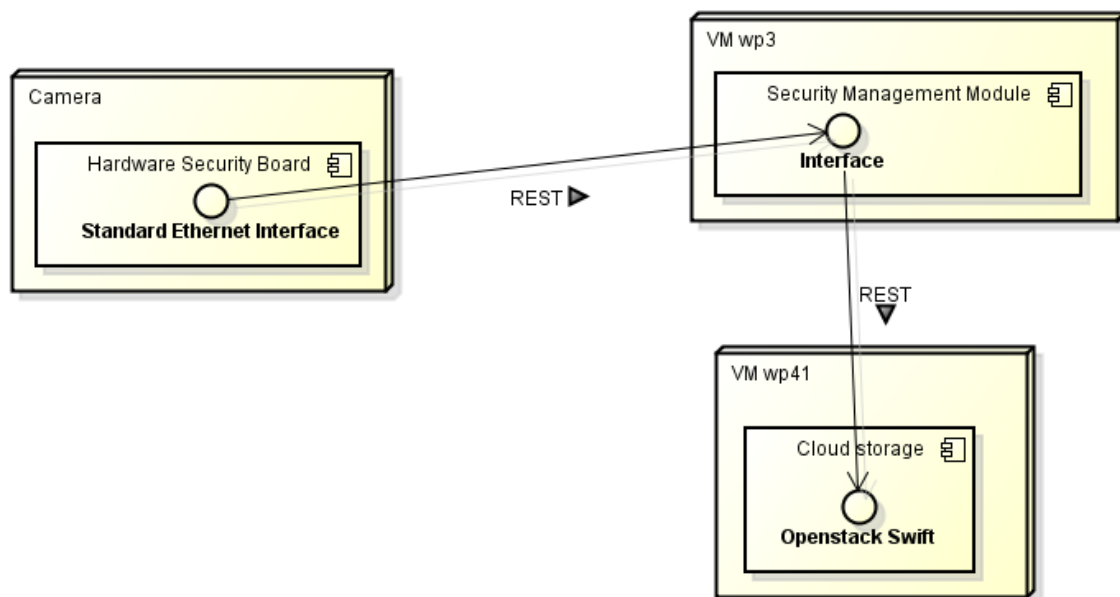 Camera
Hardware Security Board
Standard Ethernet Interface
REST
VM wp3
Security Management Module
Interface
REST
VM wp41
Cloud storage
Openstack Swift